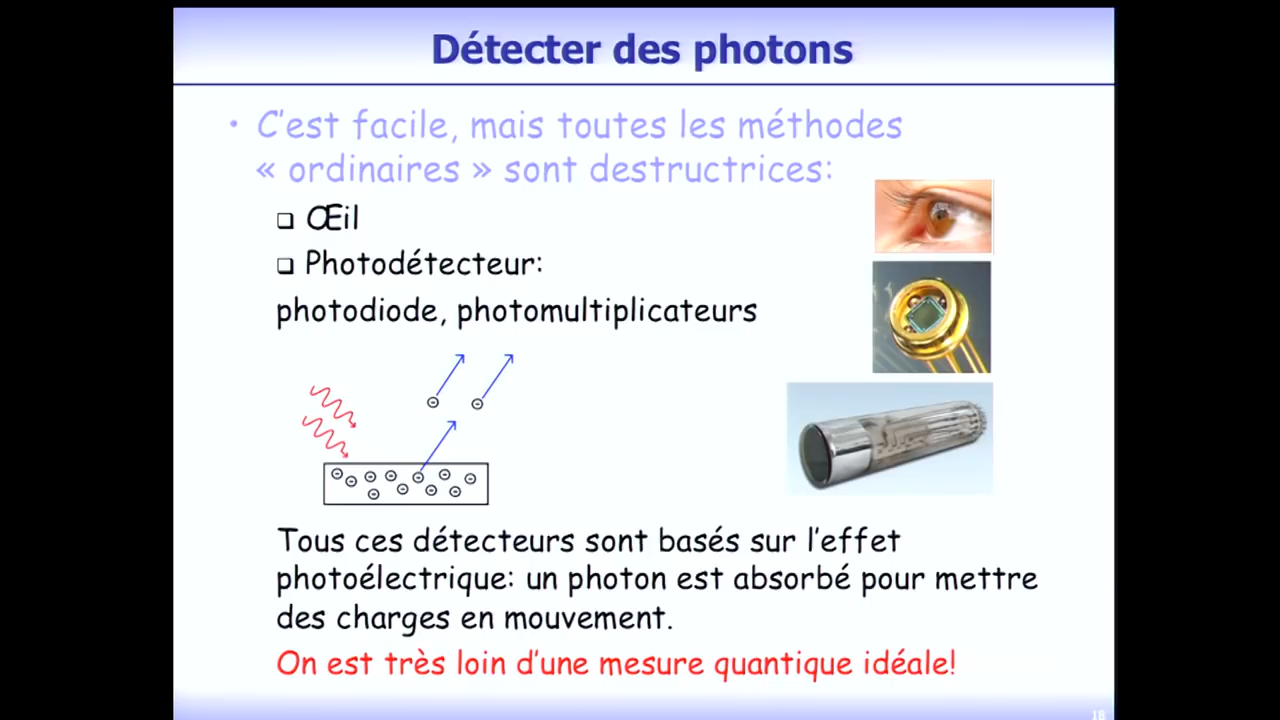 Détecter des photons
• C'est facile, mais toutes les méthodes
« ordinaires » sont destructrices:
❑ Œil
❑ Photodétecteur:
photodiode, photomultiplicateurs
Tous ces détecteurs sont basés sur l'effet
photoélectrique: un photon est absorbé pour mettre
des charges en mouvement.
On est très loin d'une mesure quantique idéale!
18